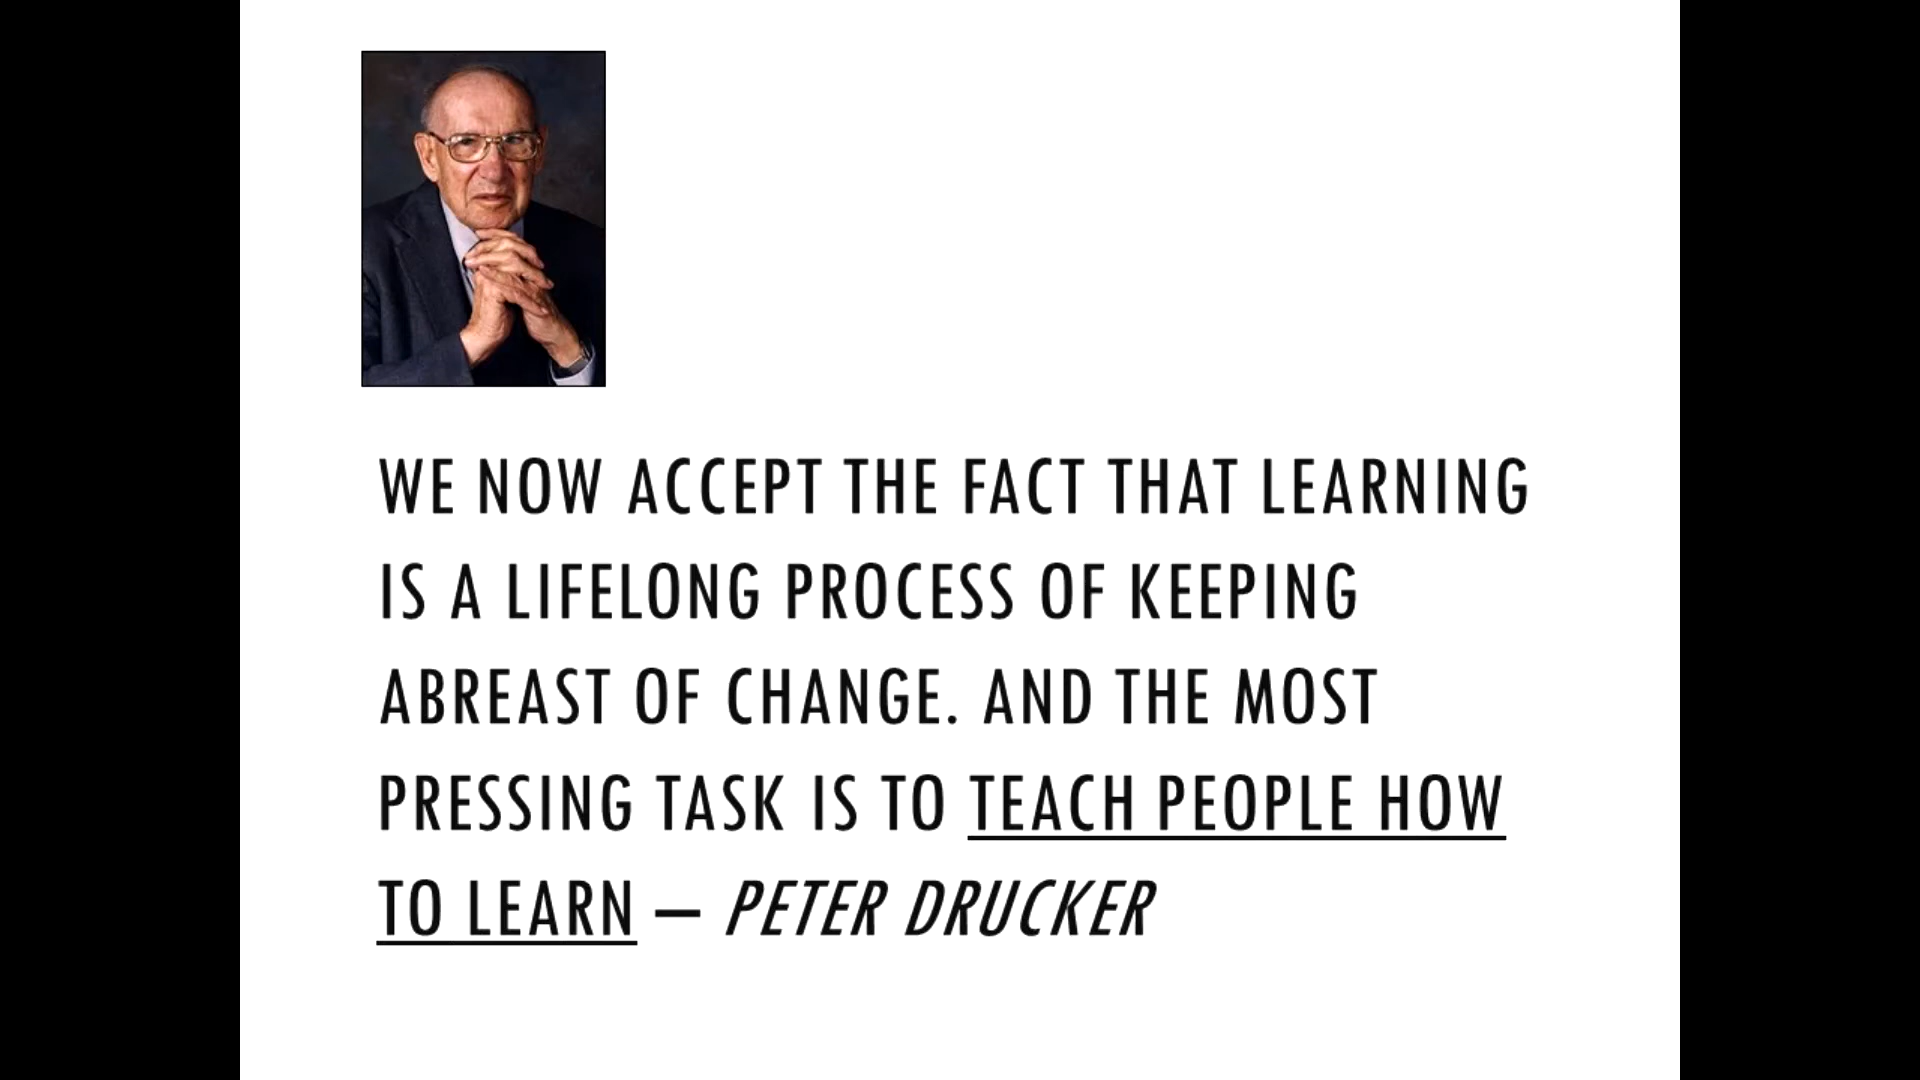 WE NOW ACCEPT THE FACT THAT LEARNING
IS A LIFELONG PROCESS OF KEEPING
ABREAST OF CHANGE. AND THE MOST
PRESSING TASK IS TO TEACH PEOPLE HOW
TO LEARN – PETER DRUCKER